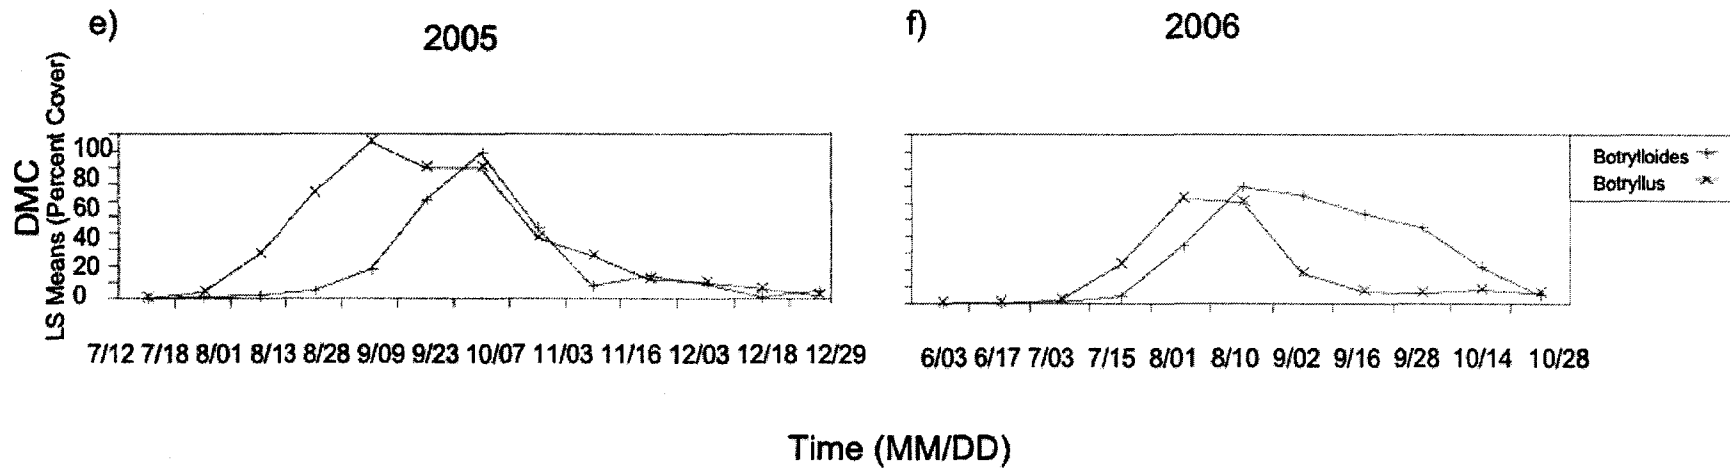 e)
2005
f)
2006
DMC
LS Means (Percent Cover)
100
80
60
40
20
0
7/12 7/18 8/01 8/13 8/28 9/09 9/23 10/07 11/03 11/16 12/03 12/18 12/29
6/03 6/17 7/03 7/15 8/01 8/10 9/02 9/16 9/28 10/14 10/28
Botrylloides
Botryllus
Time (MM/DD)